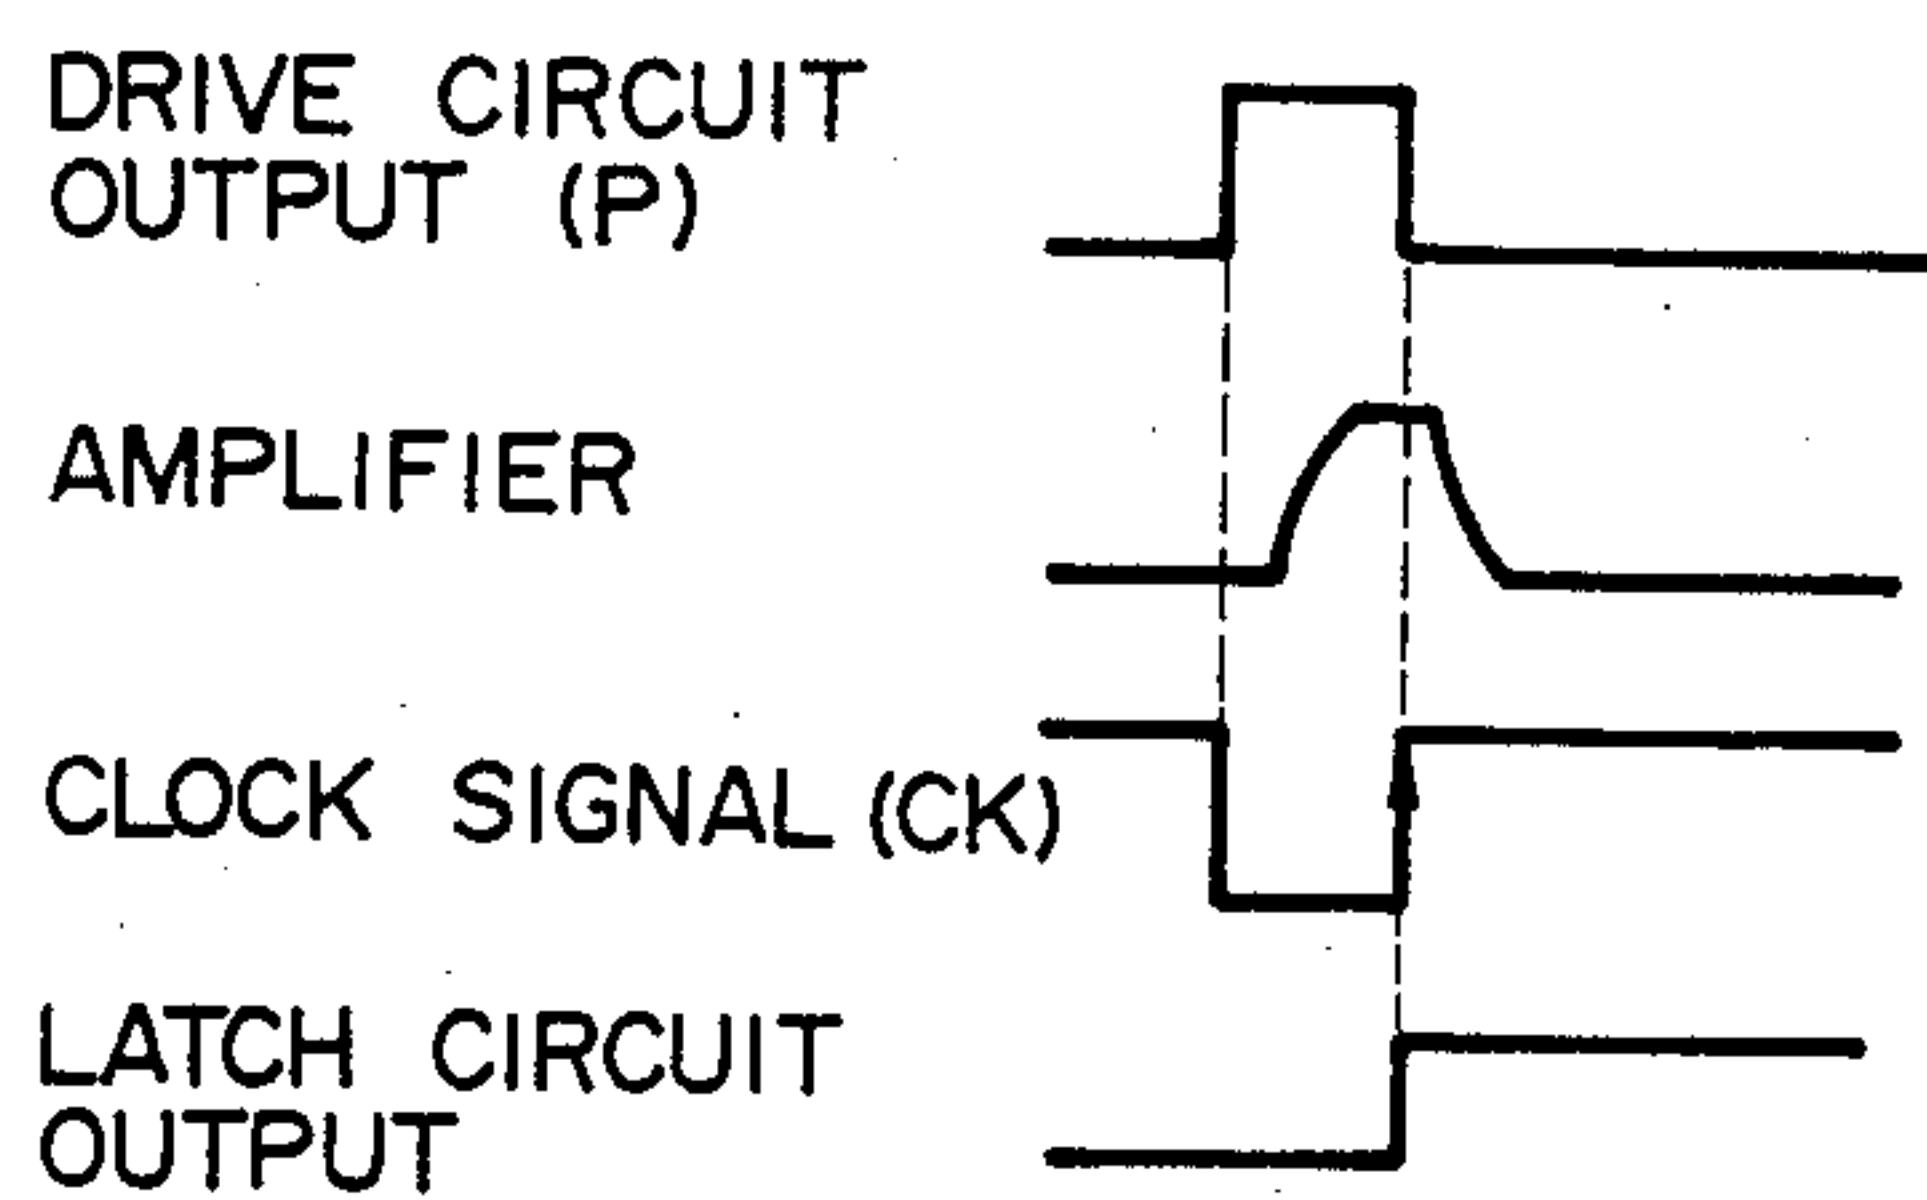 DRIVE CIRCUIT
OUTPUT (P)
AMPLIFIER
CLOCK SIGNAL (CK)
LATCH CIRCUIT
OUTPUT